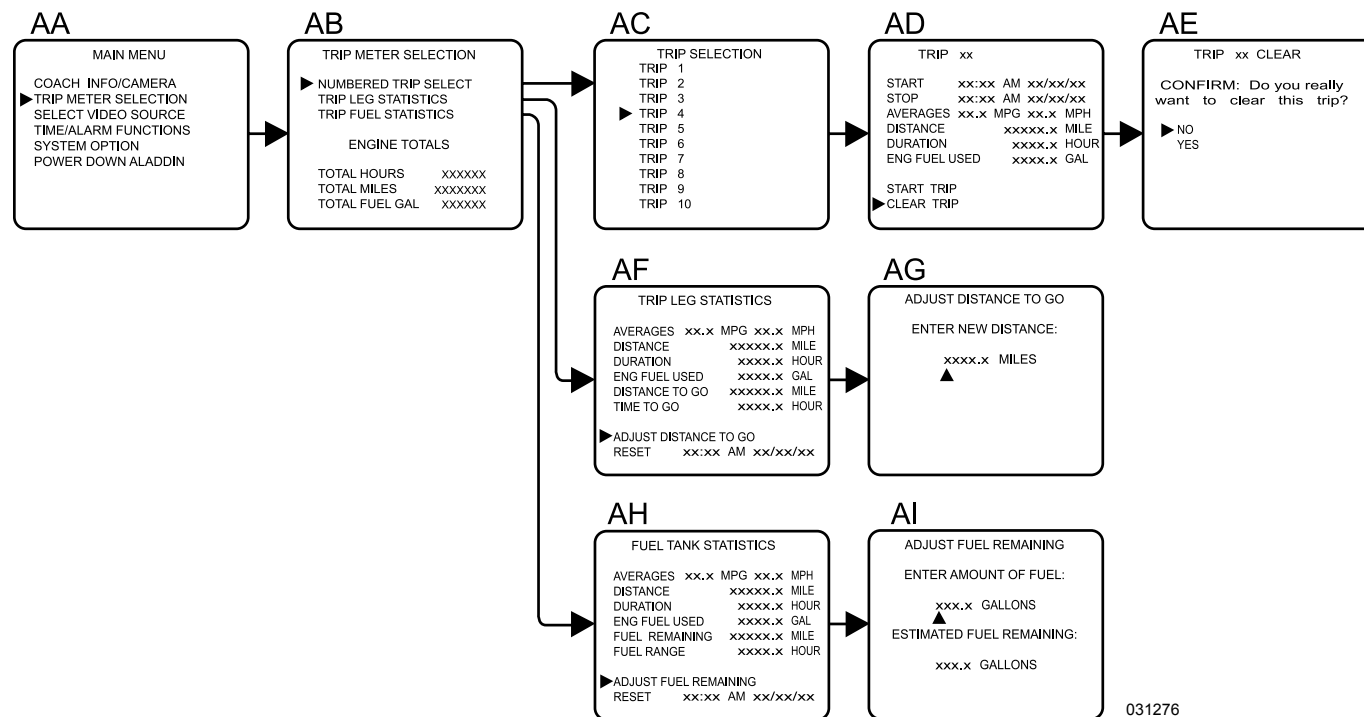 AA
MAIN MENU
COACH INFO/CAMERA
TRIP METER SELECTION
SELECT VIDEO SOURCE
TIME/ALARM FUNCTIONS
SYSTEM OPTION
POWER DOWN ALADDIN
AB
TRIP METER SELECTION
NUMBERED TRIP SELECT
TRIP LEG STATISTICS
TRIP FUEL STATISTICS
ENGINE TOTALS
TOTAL HOURS XXXXXX
TOTAL MILES XXXXXXX
TOTAL FUEL GAL XXXXXX
AC
TRIP SELECTION
TRIP 1
TRIP 2
TRIP 3
TRIP 4
TRIP 5
TRIP 6
TRIP 7
TRIP 8
TRIP 9
TRIP 10
AD
TRIP xx
START xx:xx AM xx/xx/xx
STOP xx:xx AM xx/xx/xx
AVERAGES xx.x MPG xx.x MPH
DISTANCE xxxxx.x MILE
DURATION xxxx.x HOUR
ENG FUEL USED xxxx.x GAL
START TRIP
CLEAR TRIP
AE
TRIP xx CLEAR
CONFIRM: Do you really
want to clear this trip?
NO
YES
AF
TRIP LEG STATISTICS
AVERAGES xx.x MPG xx.x MPH
DISTANCE xxxxx.x MILE
DURATION xxxx.x HOUR
ENG FUEL USED xxxx.x GAL
DISTANCE TO GO xxxxx.x MILE
TIME TO GO xxxx.x HOUR
ADJUST DISTANCE TO GO
RESET xx:xx AM xx/xx/xx
AG
ADJUST DISTANCE TO GO
ENTER NEW DISTANCE:
xxxx.x MILES
AH
FUEL TANK STATISTICS
AVERAGES xx.x MPG xx.x MPH
DISTANCE xxxxx.x MILE
DURATION xxxx.x HOUR
ENG FUEL USED xxxx.x GAL
FUEL REMAINING xxxxx.x MILE
FUEL RANGE xxxx.x HOUR
ADJUST FUEL REMAINING
RESET xx:xx AM xx/xx/xx
AI
ADJUST FUEL REMAINING
ENTER AMOUNT OF FUEL:
xxx.x GALLONS
ESTIMATED FUEL REMAINING:
xxx.x GALLONS
031276